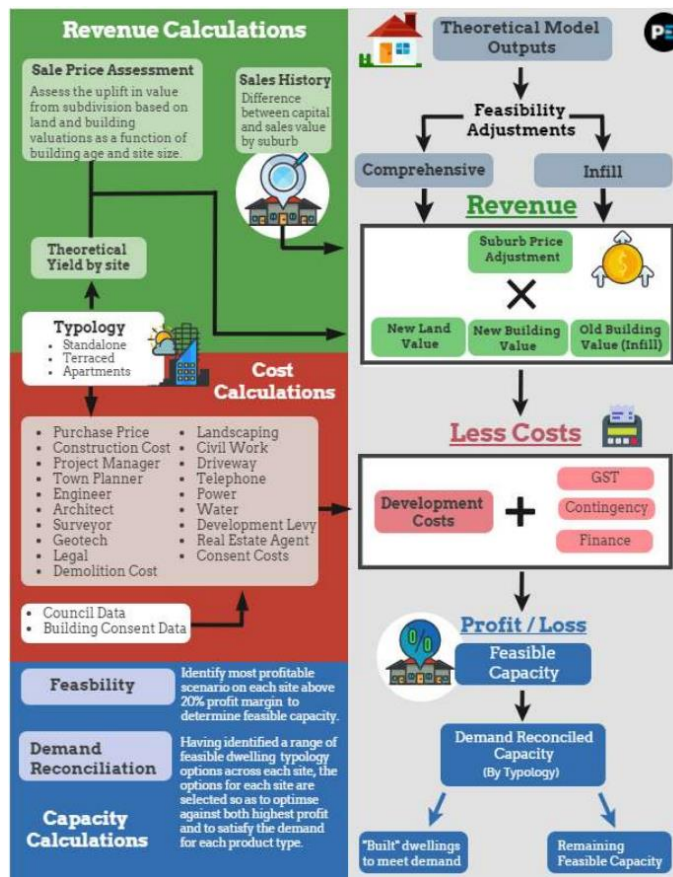 Revenue Calculations
Sale Price Assessment
Assess the uplift in value
from subdivision based on
land and building
valuations as a function of
building age and site size.
Sales History
Difference
between capital
and sales value
by suburb
Theoretical
Yield by site
Typology
• Standalone
• Terraced
• Apartments
Cost
Calculations
• Purchase Price
• Construction Cost
• Project Manager
• Town Planner
• Engineer
• Architect
• Surveyor
• Geotech
• Legal
• Demolition Cost
• Landscaping
• Civil Work
• Driveway
• Telephone
• Power
• Water
• Development Levy
• Real Estate Agent
• Consent Costs
• Council Data
• Building Consent Data
Feasbility
Identify most profitable
scenario on each site above
20% profit margin to
determine feasible capacity.
Demand
Reconciliation
Having identified a range of
feasible dwelling typology
options across each site, the
options for each site are
selected so as to optimse
against both highest profit
and to satisfy the demand
for each product type.
Capacity
Calculations
Theoretical Model
Outputs
PE
Feasibility
Adjustments
Comprehensive
Infill
Revenue
Suburb Price
Adjustment
$
×
New Land
Value
New Building
Value
Old Building
Value (Infill)
Less Costs
Development
Costs
+
GST
Contingency
Finance
Profit / Loss
%
Feasible
Capacity
Demand Reconciled
Capacity
(By Typology)
"Built" dwellings
to meet demand
Remaining
Feasible Capacity